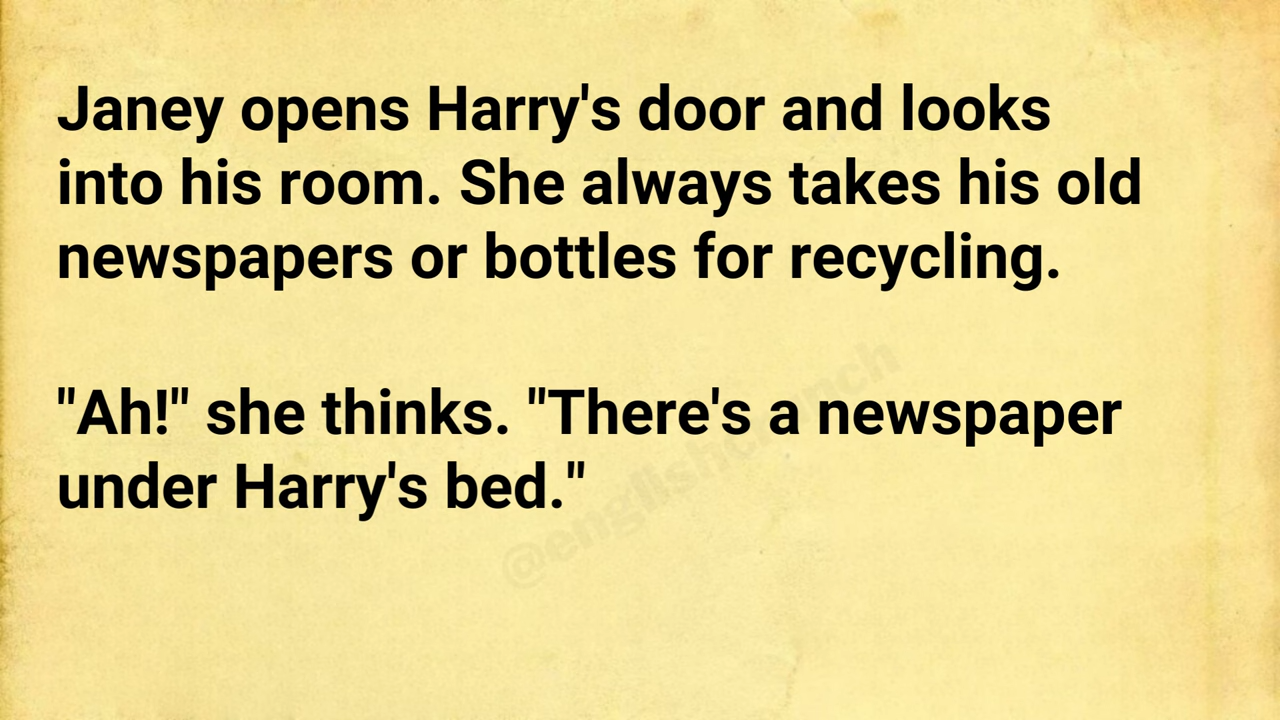 Janey opens Harry's door and looks
into his room. She always takes his old
newspapers or bottles for recycling.
"Ah!" she thinks. "There's a newspaper
under Harry's bed."